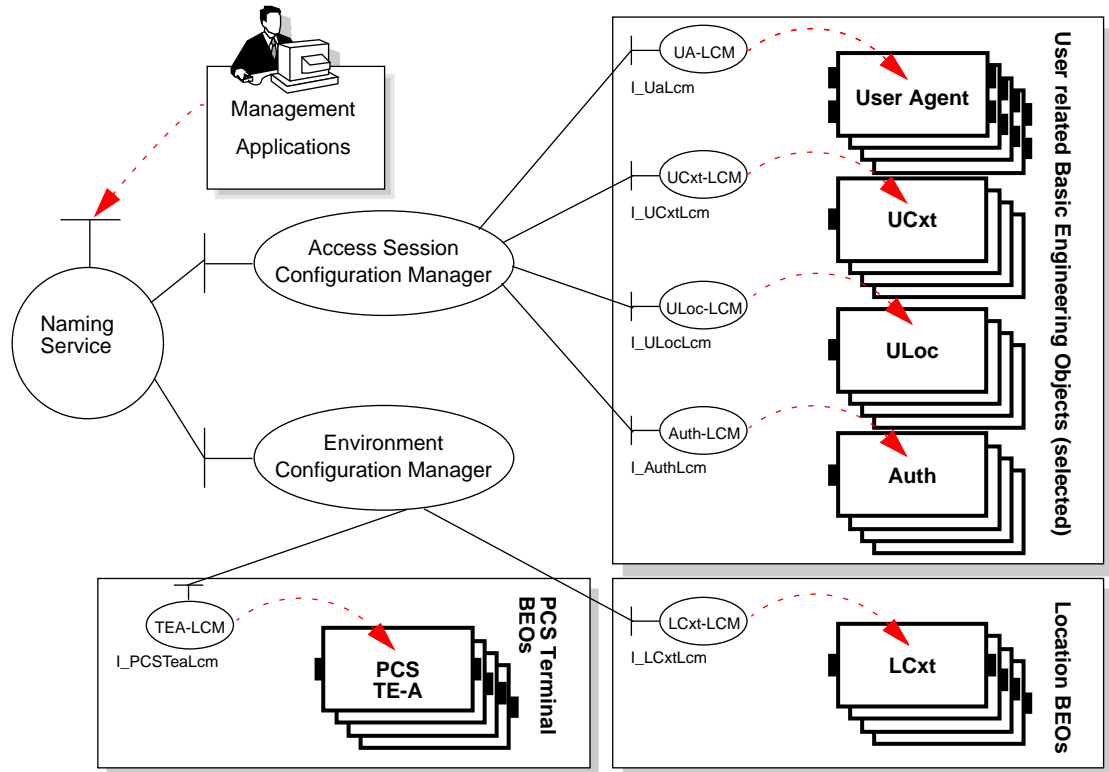 Management
Applications
Naming
Service
Access Session
Configuration Manager
Environment
Configuration Manager
UA-LCM
I_UaLcm
User Agent
UCxt-LCM
I_UCxtLcm
UCxt
ULoc-LCM
I_ULocLcm
ULoc
Auth-LCM
I_AuthLcm
Auth
User related Basic Engineering Objects (selected)
TEA-LCM
I_PCSTeaLcm
PCS
TE-A
PCS Terminal
BEOs
LCxt-LCM
I_LCxtLcm
LCxt
Location BEOs